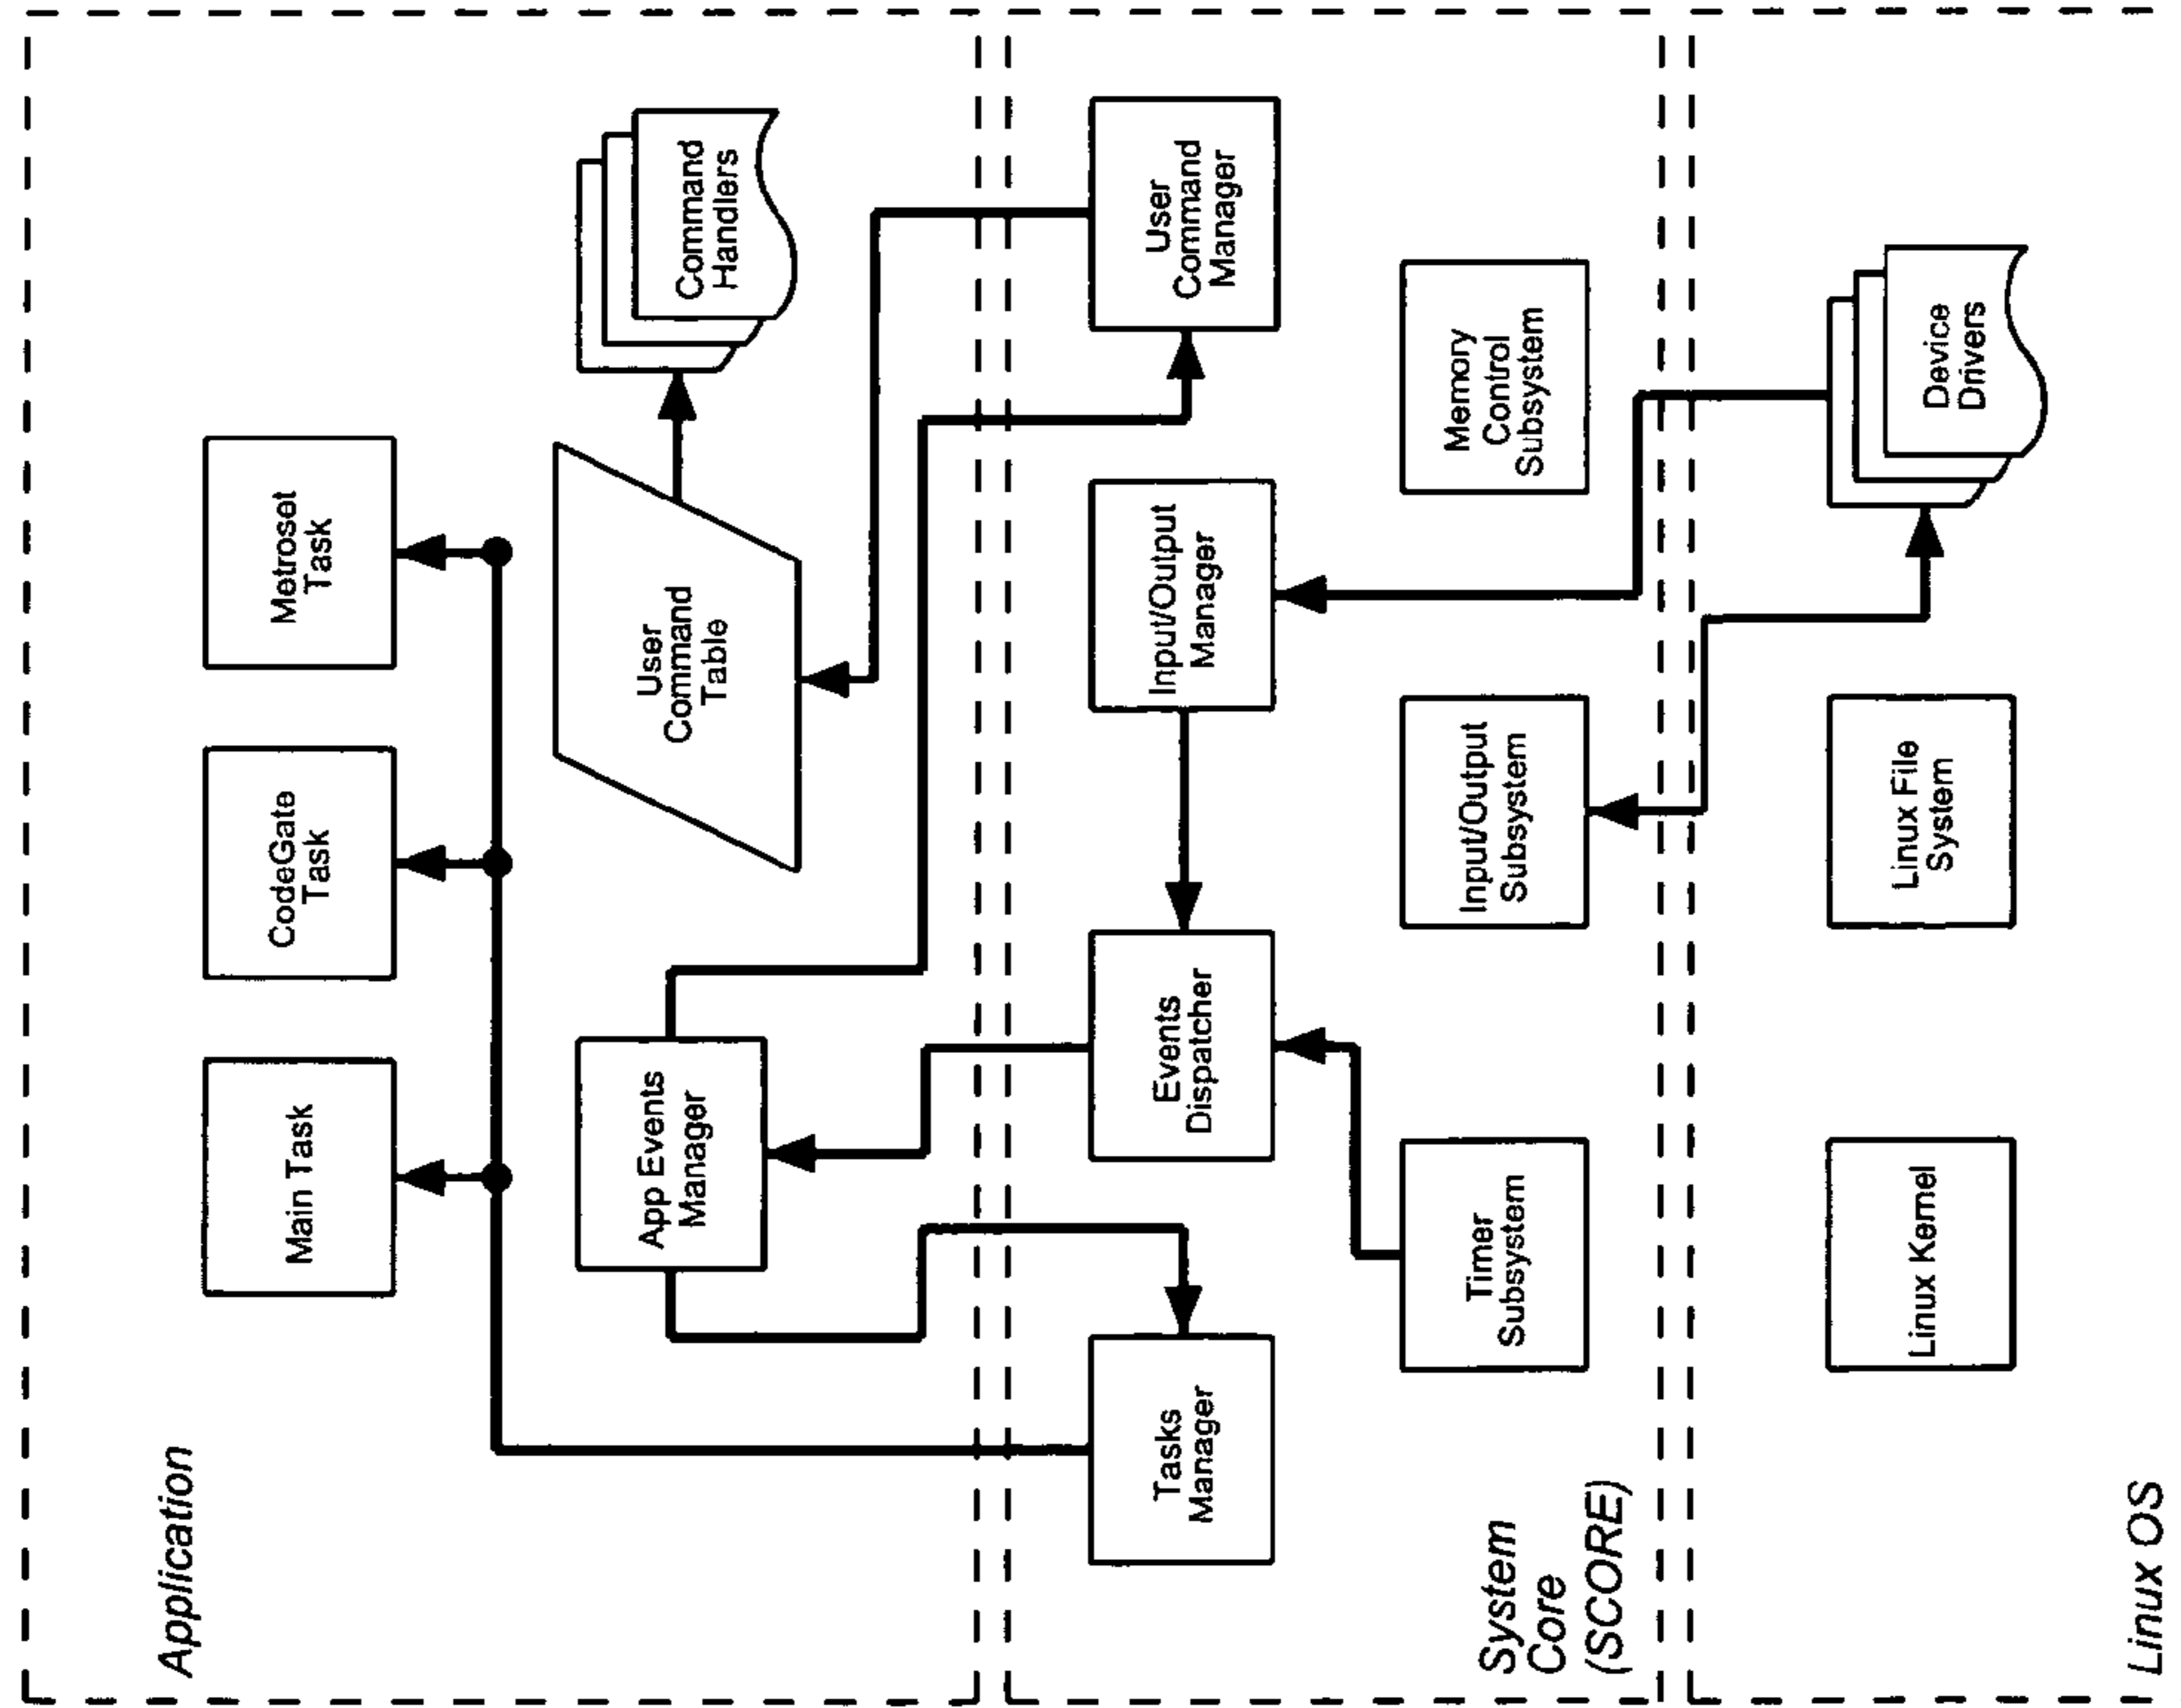 Application
Main Task
CodeGate
Task
Metroset
Task
App Events
Manager
User
Command
Table
Command
Handlers
Tasks
Manager
Events
Dispatcher
Input/Output
Manager
User
Command
Manager
System
Core
(SCORE)
Timer
Subsystem
Input/Output
Subsystem
Memory
Control
Subsystem
Linux OS
Linux Kernel
Linux File
System
Device
Drivers